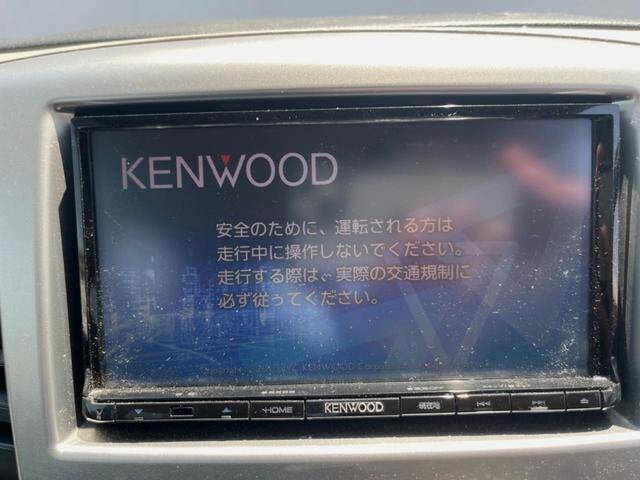 KENWOOD
安全のために、運転される方は
走行中に操作しないでください。
走行する際は、実際の交通規制に
必ず従ってください。
KENWOOD
HOME
KENWOOD
現在地